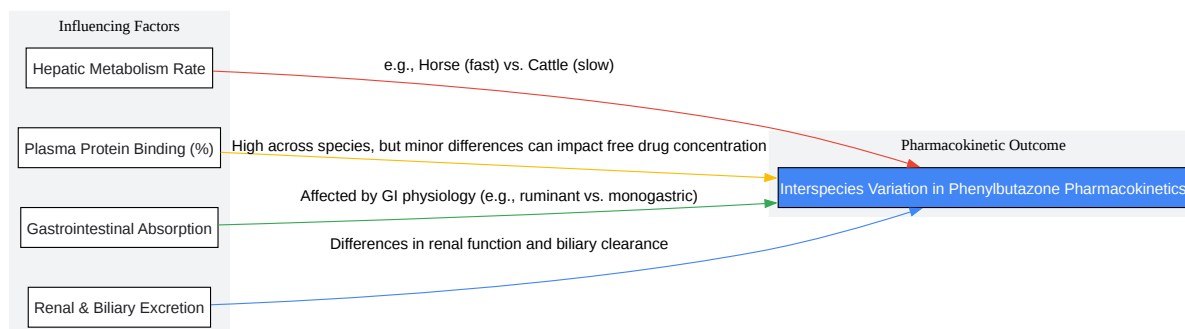 Influencing Factors
Hepatic Metabolism Rate
e.g., Horse (fast) vs. Cattle (slow)
Plasma Protein Binding (%)
High across species, but minor differences can impact free drug concentration
Pharmacokinetic Outcome
Interspecies Variation in Phenylbutazone Pharmacokinetics
Affected by GI physiology (e.g., ruminant vs. monogastric)
Gastrointestinal Absorption
Differences in renal function and biliary clearance
Renal & Biliary Excretion